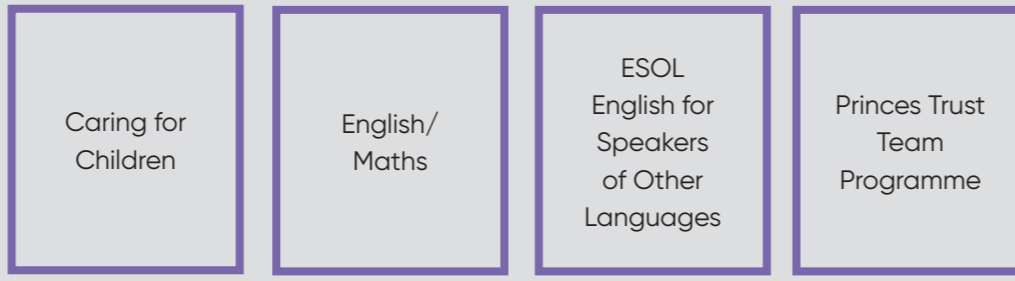 Caring for
Children
English/
Maths
ESOL
English for
Speakers
of Other
Languages
Princes Trust
Team
Programme